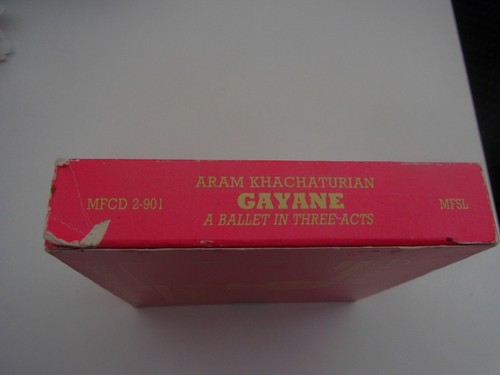 ARAM KHACHATURIAN
MFCD 2-901 GAYANE MFSL
A BALLET IN THREE-ACTS